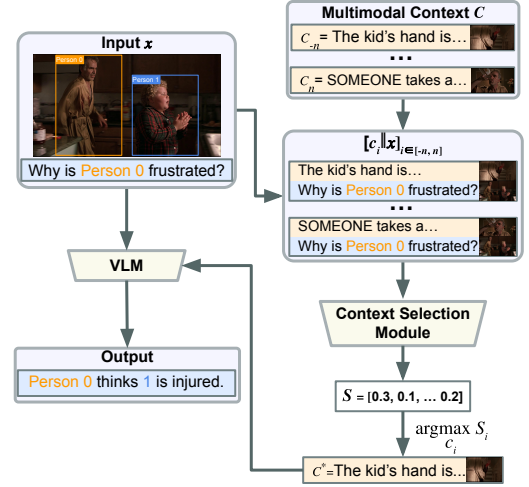 Input x
Person 0
Person 1
Why is Person 0 frustrated?
VLM
Output
Person 0 thinks 1 is injured.
Multimodal Context C
C-n = The kid's hand is…
...
Cn = SOMEONE takes a…
[ci‖x]i∈[-n, n]
The kid's hand is…
Why is Person 0 frustrated?
...
SOMEONE takes a…
Why is Person 0 frustrated?
Context Selection
Module
S = [0.3, 0.1, … 0.2]
argmax Si
ci
C*=The kid's hand is...